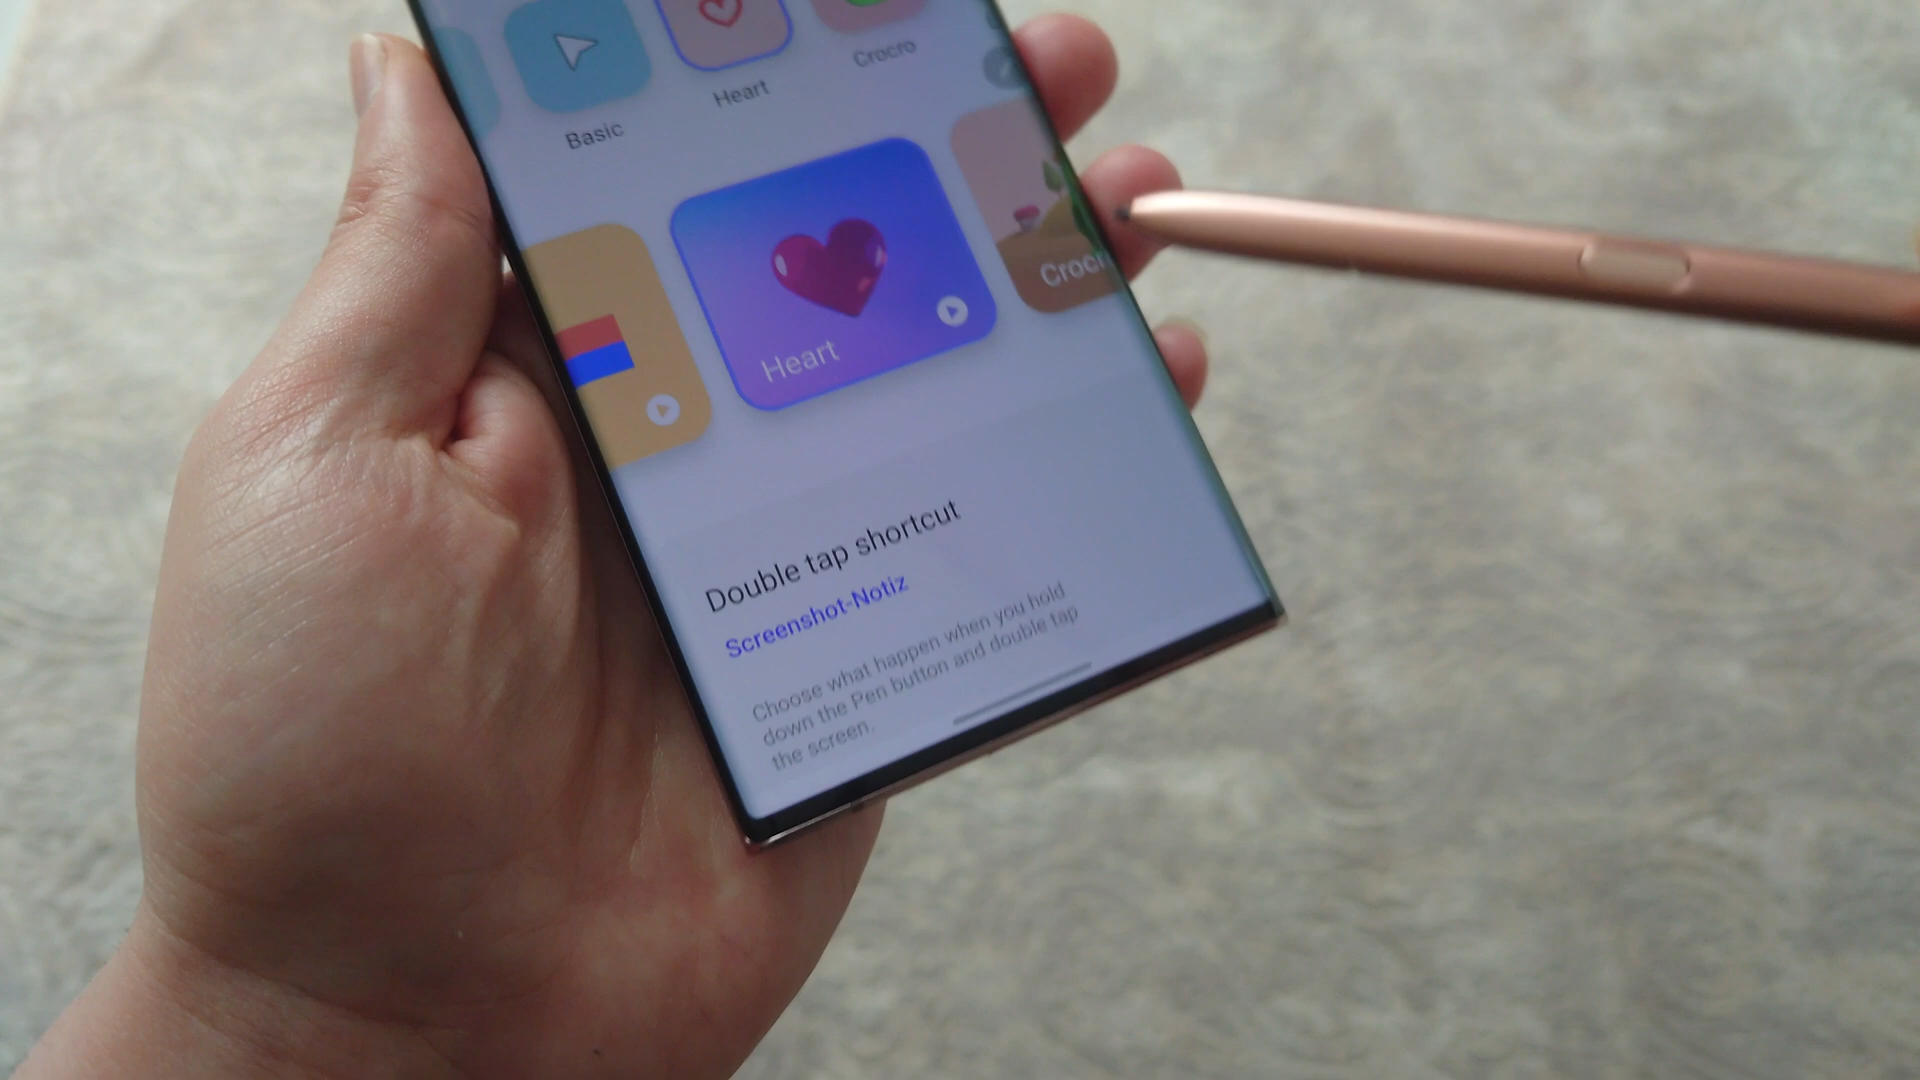 Basic
Heart
Crocro
Heart
Crocr
Double tap shortcut
Screenshot-Notiz
Choose what happen when you hold
down the Pen button and double tap
the screen.